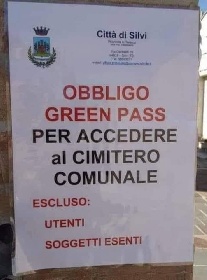 Città di Silvi
OBBLIGO
GREEN PASS
PER ACCEDERE
al CIMITERO
COMUNALE
ESCLUSO:
UTENTI
SOGGETTI ESENTI